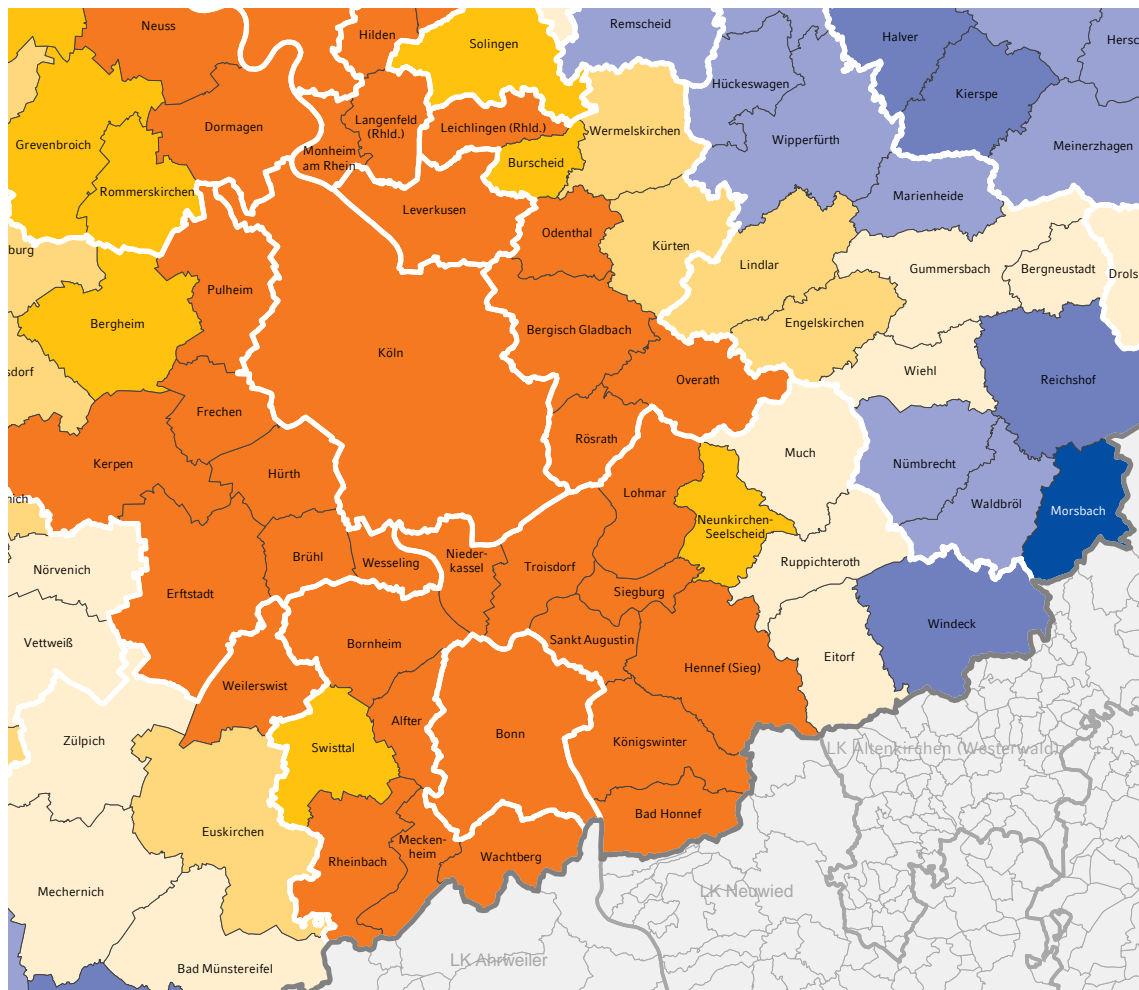 Neuss
Hilden
Solingen
Remscheid
Halver
Hersc
Hückeswagen
Kierspe
Dormagen
Langenfeld
(Rhld.)
Leichlingen (Rhld.)
Wermelskirchen
Wipperfürth
Meinerzhagen
Grevenbroich
Monheim
am Rhein
Burscheid
Rommerskirchen
Marienheide
Leverkusen
Odenthal
Kürten
burg
Lindlar
Gummersbach
Bergneustadt
Drols
Pulheim
Bergheim
Bergisch Gladbach
Engelskirchen
Köln
sdorf
Overath
Wiehl
Reichshof
Frechen
Rösrath
Much
Kerpen
Hürth
Nümbrecht
Lohmar
nich
Waldbröl
Morsbach
Neunkirchen-
Seelscheid
Brühl
Wesseling
Nieder-
kassel
Troisdorf
Ruppichteroth
Nörvenich
Erftstadt
Siegburg
Windeck
Vettweiß
Bornheim
Sankt Augustin
Hennef (Sieg)
Eitorf
Weilerswist
Alfter
Bonn
Zülpich
Swisttal
Königswinter
LK Altenkirchen (Westerwald)
Euskirchen
Bad Honnef
Mechernich
Rheinbach
Mecken-
heim
Wachtberg
LK Neuwied
Bad Münstereifel
LK Ahrweiler